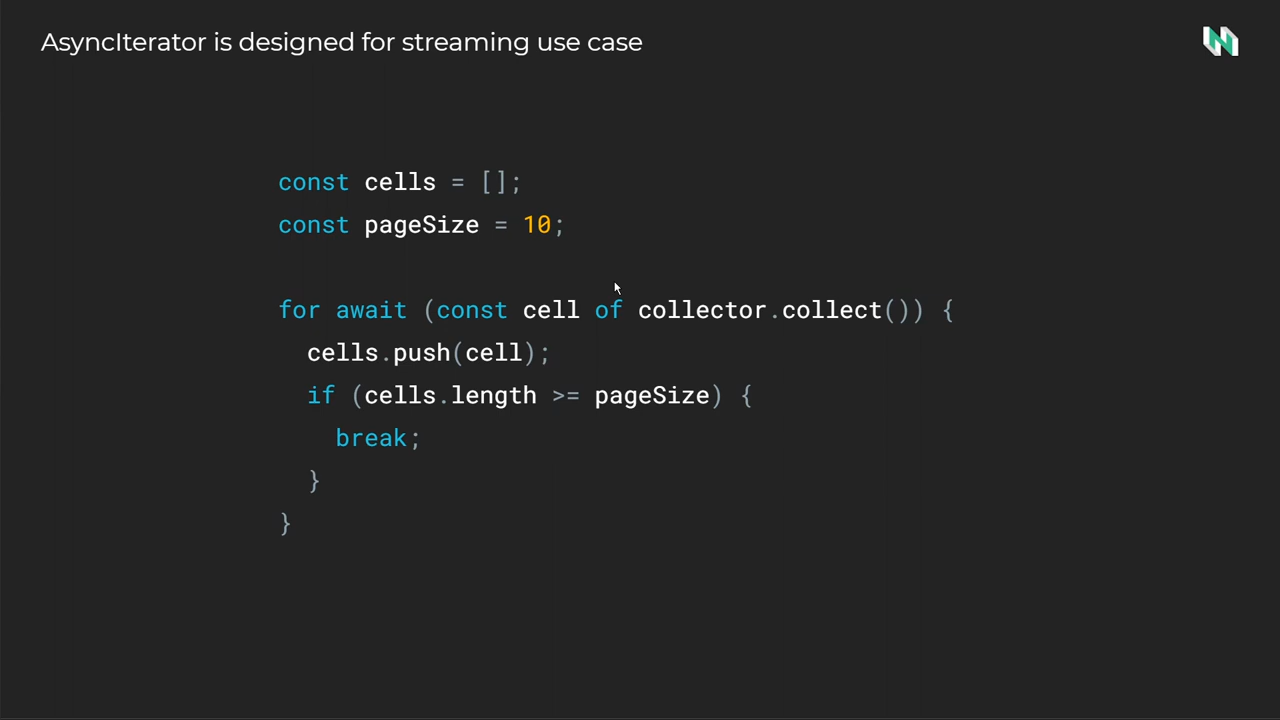 AsyncIterator is designed for streaming use case
const cells = [];
const pageSize = 10;
for await (const cell of collector.collect()) {
cells.push(cell);
if (cells.length >= pageSize) {
break;
}
}